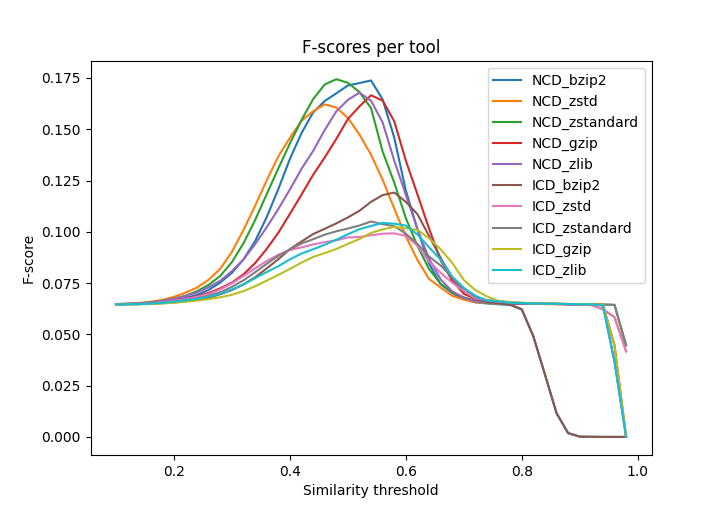 F-scores per tool
0.175
0.150
0.125
0.100
0.075
0.050
0.025
0.000
F-score
NCD_bzip2
NCD_zstd
NCD_zstandard
NCD_gzip
NCD_zlib
ICD_bzip2
ICD_zstd
ICD_zstandard
ICD_gzip
ICD_zlib
0.2 0.4 0.6 0.8 1.0
Similarity threshold